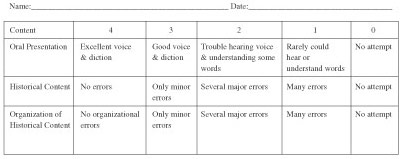 Name:________________________ Date:________________________
Content 4 3 2 1 0
Oral Presentation Excellent voice Good voice Trouble hearing voice Rarely could No attempt
& diction & diction & understanding some hear or
words understand words
Historical Content No errors Only minor Several major errors Many errors No attempt
errors
Organization of No organizational Only minor Several major errors Many errors No attempt
Historical Content errors errors